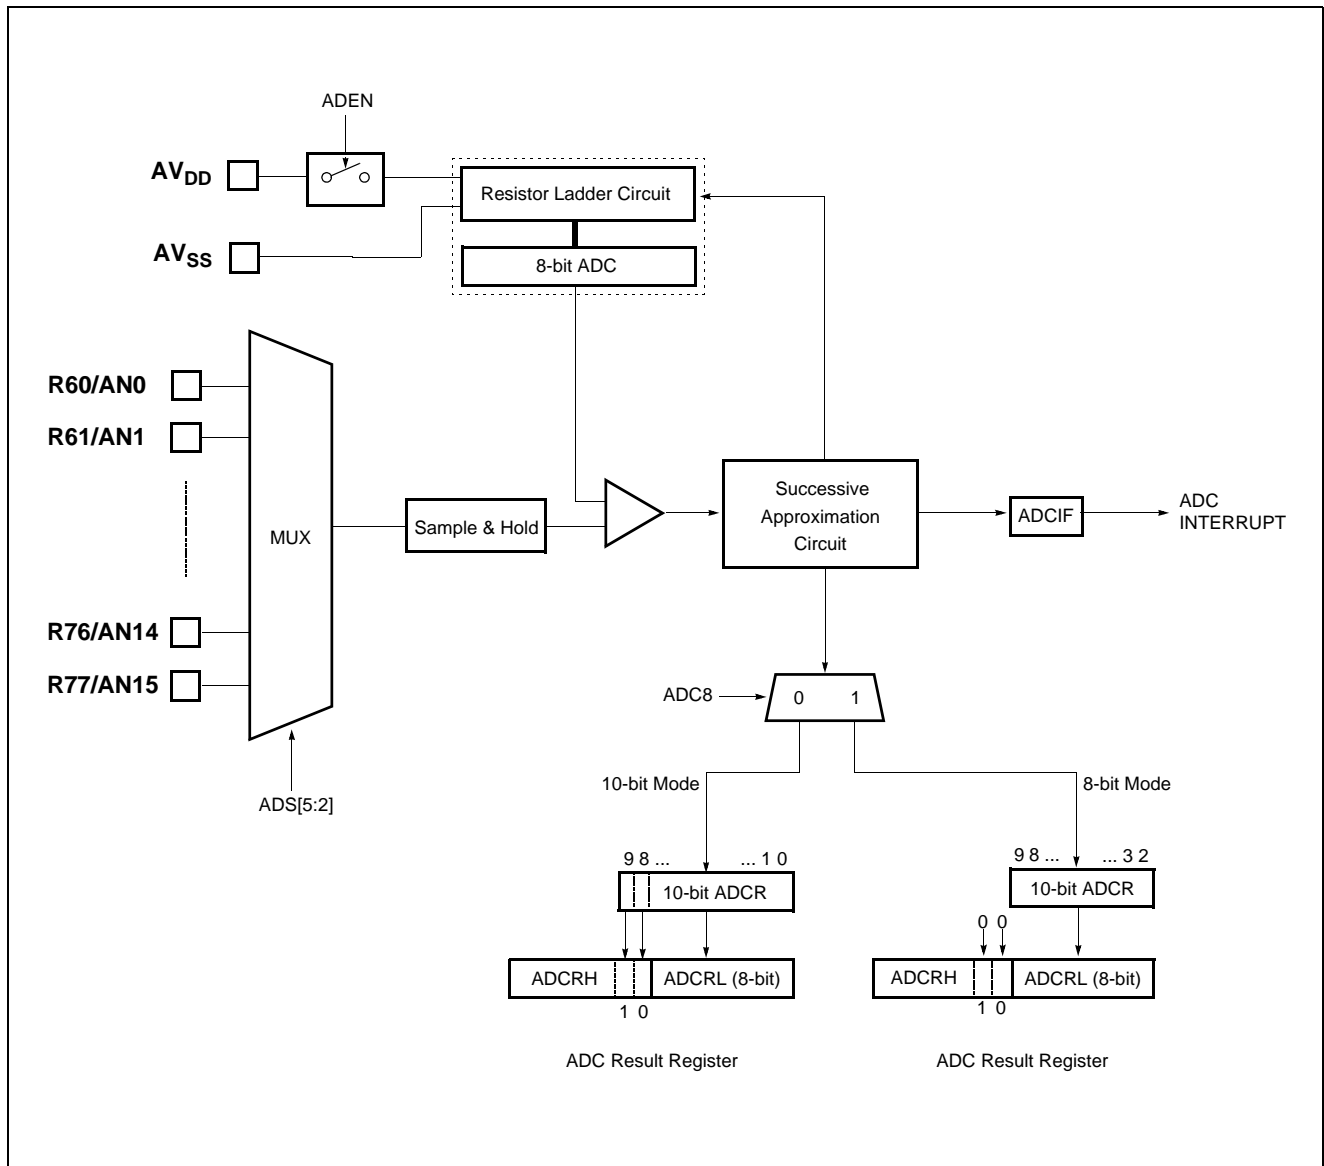 ADEN
AVDD
Resistor Ladder Circuit
AVSS
8-bit ADC
R60/AN0
R61/AN1
MUX
Sample & Hold
Successive
Approximation
Circuit
ADCIF
ADC
INTERRUPT
R76/AN14
R77/AN15
ADS[5:2]
ADC8
0 1
10-bit Mode
8-bit Mode
9 8 ... ... 1 0
10-bit ADCR
9 8 ... ... 3 2
10-bit ADCR
0 0
ADCRH
ADCRL (8-bit)
1 0
ADCRH
ADCRL (8-bit)
1 0
ADC Result Register
ADC Result Register